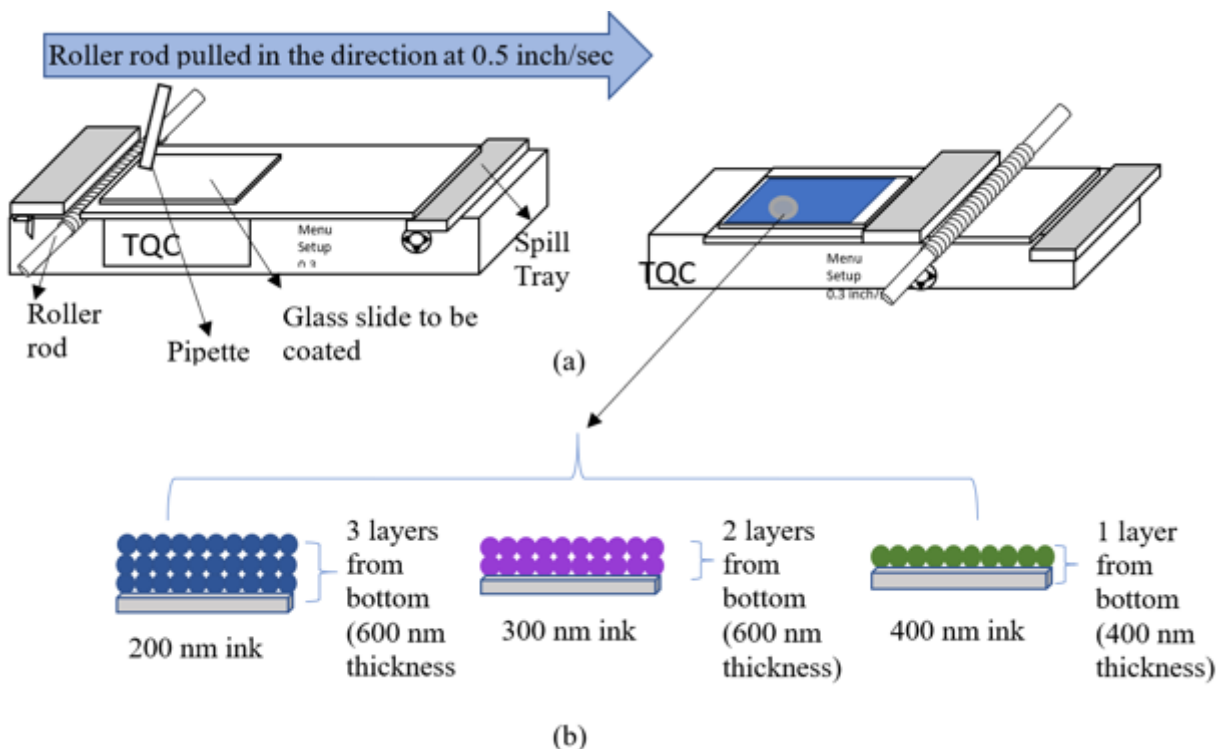 Roller rod pulled in the direction at 0.5 inch/sec
TQC
Menu
Setup
0.3
Spill
Tray
Roller
rod
Pipette
Glass slide to be
coated
TQC
Menu
Setup
0.3 inch/
(a)
3 layers
from
bottom
(600 nm
thickness
200 nm ink
2 layers
from
bottom
(600 nm
thickness)
300 nm ink
1 layer
from
bottom
(400 nm
thickness)
400 nm ink
(b)